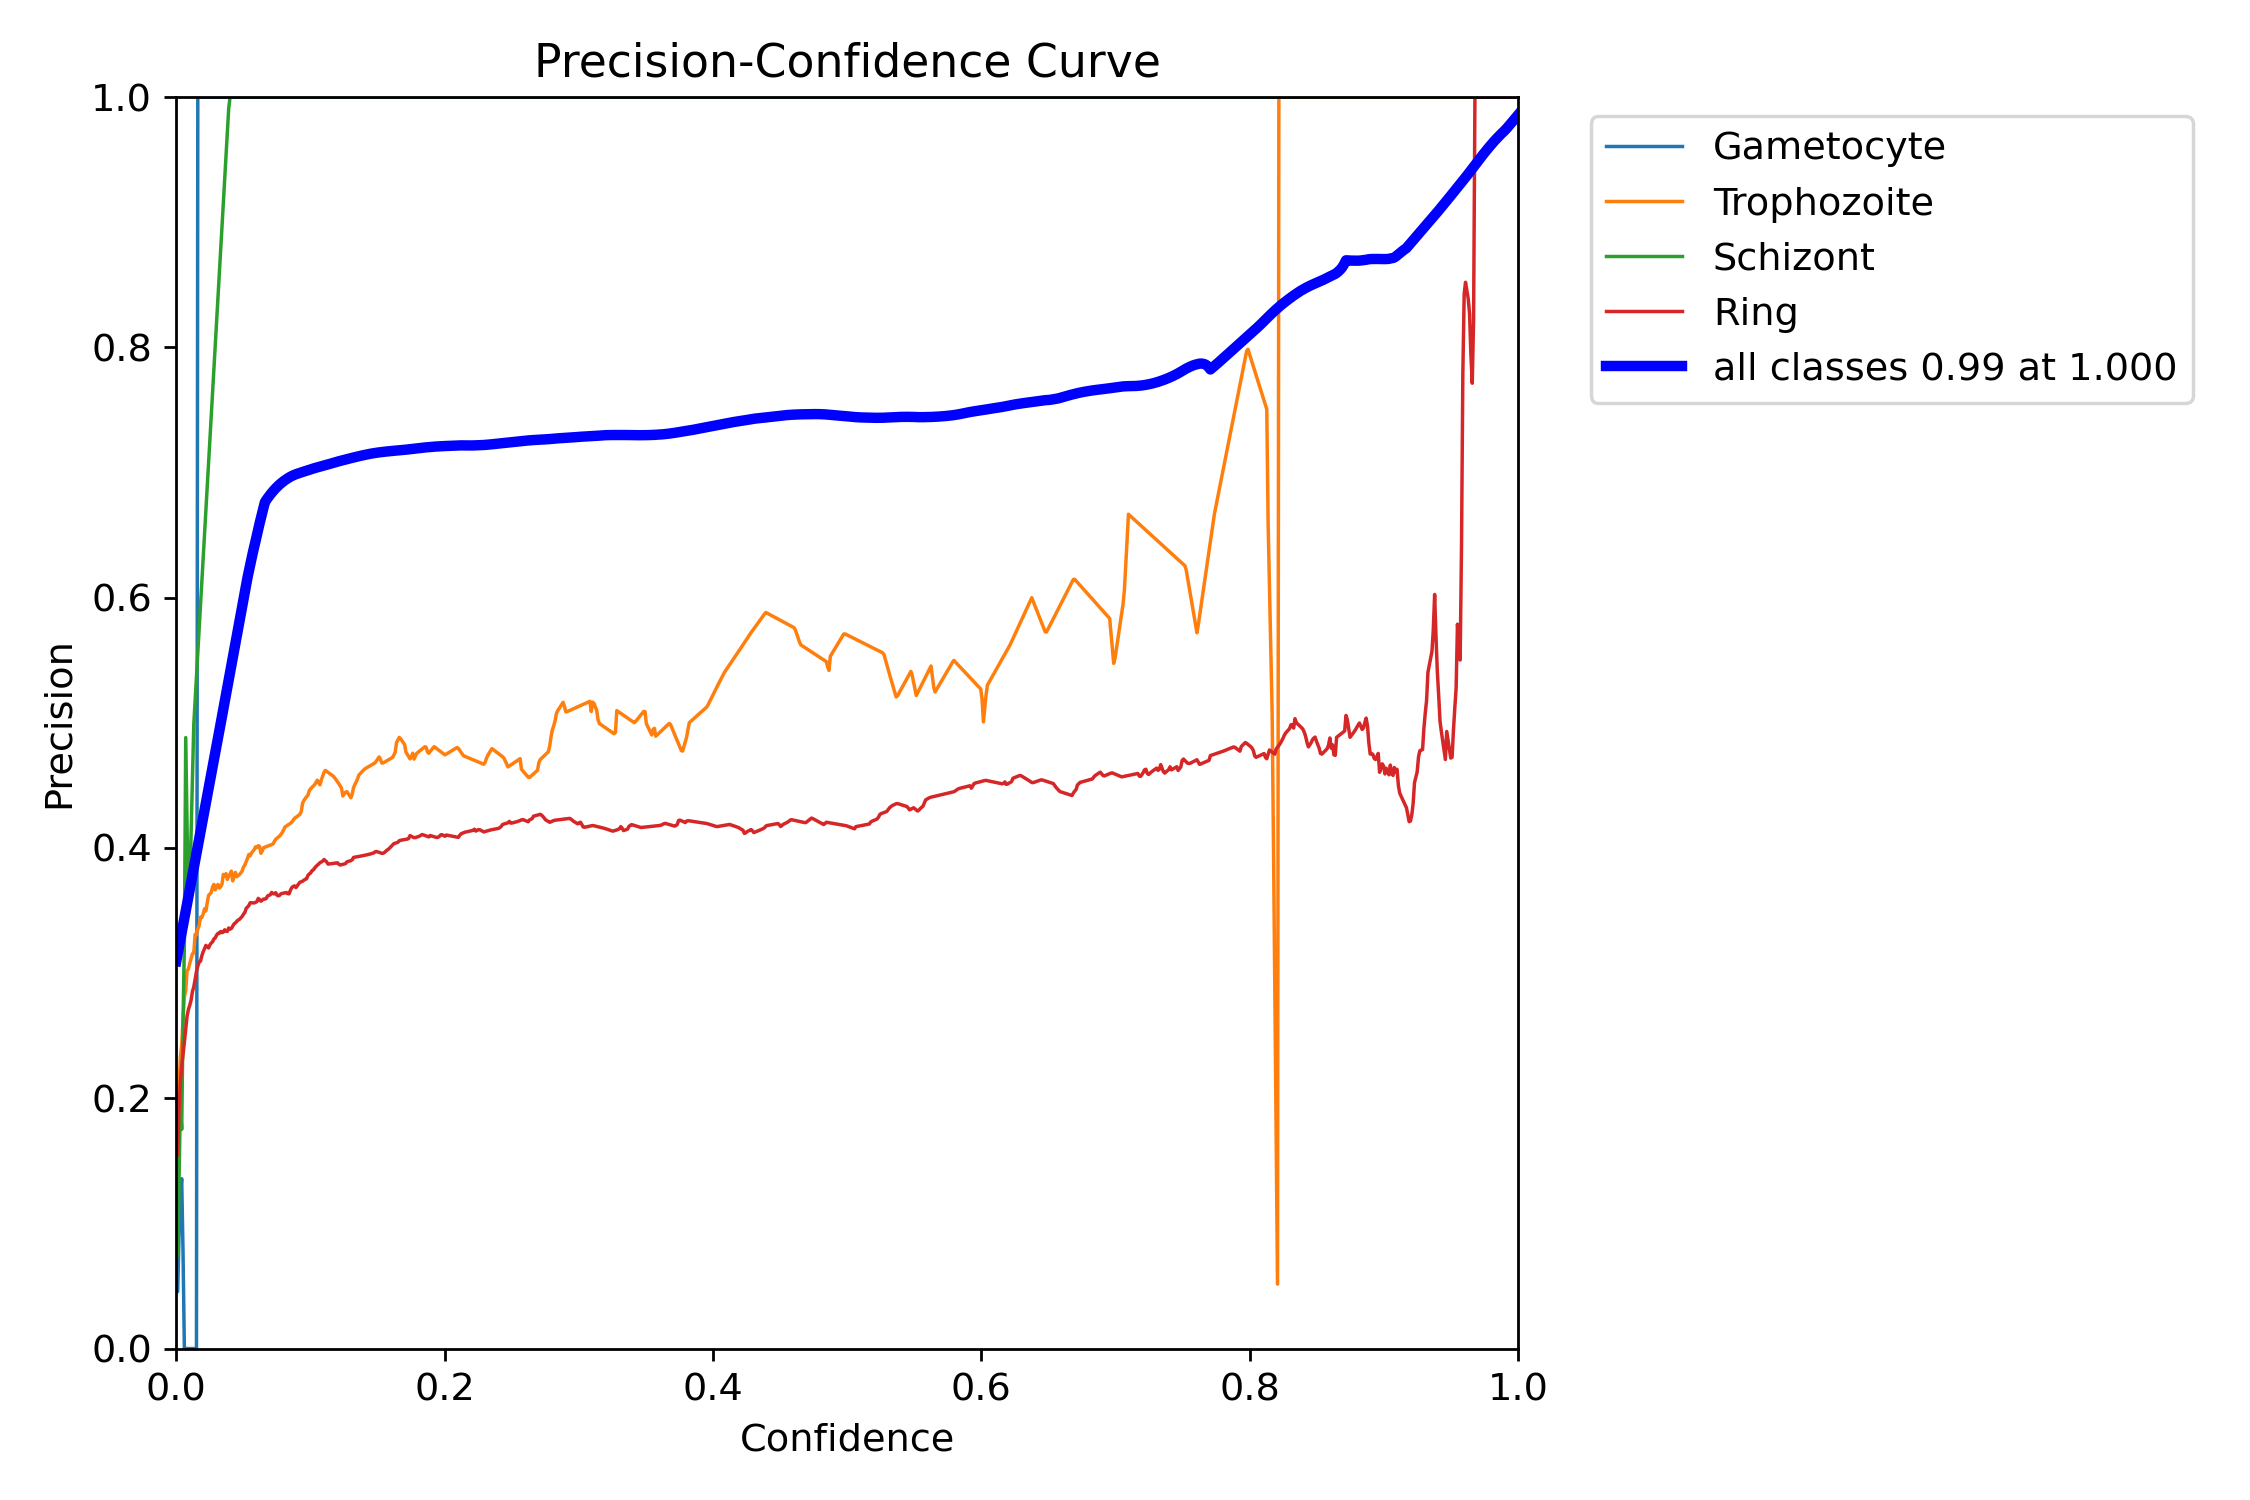 Precision-Confidence Curve
1.0
0.8
0.6
0.4
0.2
0.0
Precision
0.0 0.2 0.4 0.6 0.8 1.0
Confidence
Gametocyte
Trophozoite
Schizont
Ring
all classes 0.99 at 1.000